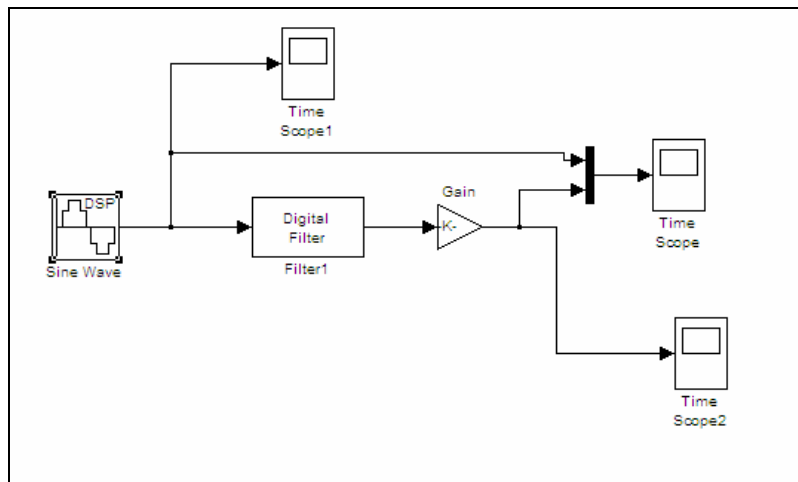 Time
Scope1
Gain
DSP
Digital
Filter
K-
Time
Scope
Sine Wave
Filter1
Time
Scope2